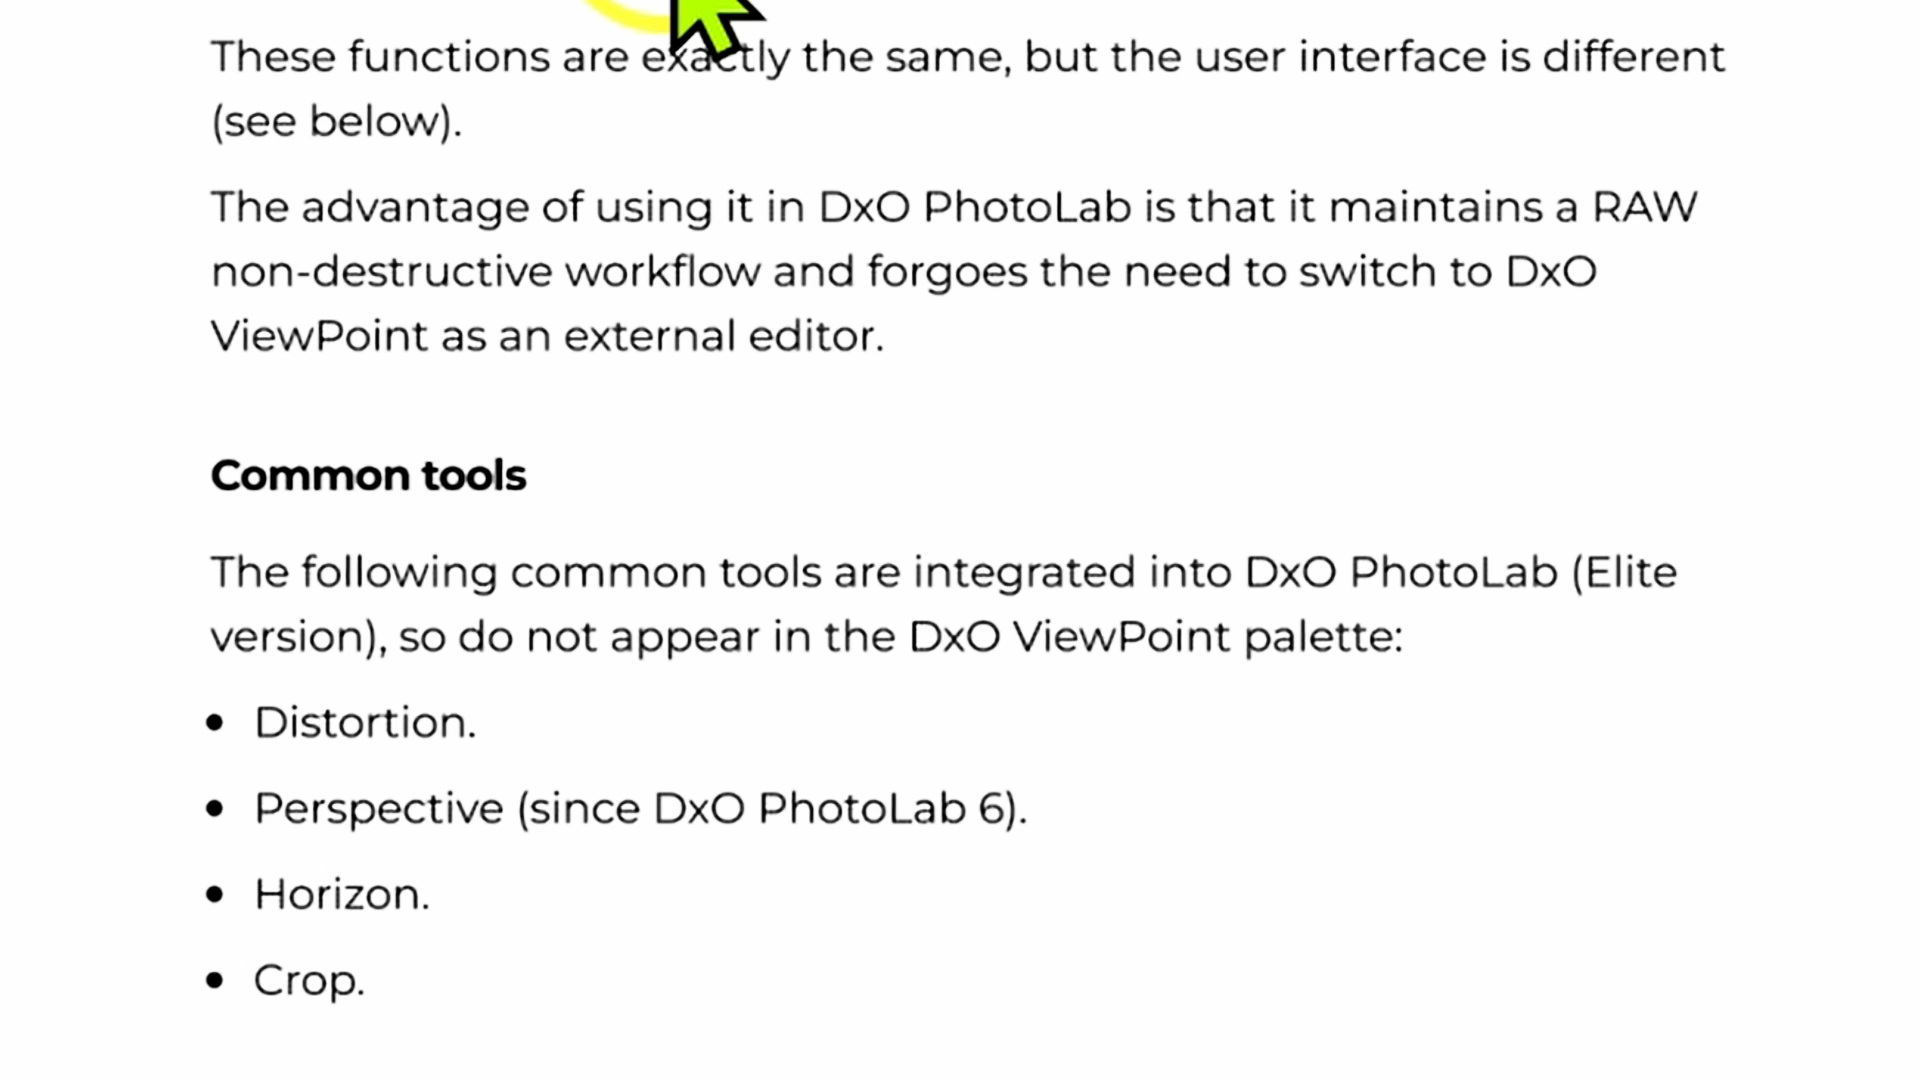 These functions are exactly the same, but the user interface is different
(see below).
The advantage of using it in DxO PhotoLab is that it maintains a RAW
non-destructive workflow and forgoes the need to switch to DxO
ViewPoint as an external editor.
Common tools
The following common tools are integrated into DxO PhotoLab (Elite
version), so do not appear in the DxO ViewPoint palette:
• Distortion.
• Perspective (since DxO PhotoLab 6).
• Horizon.
• Crop.